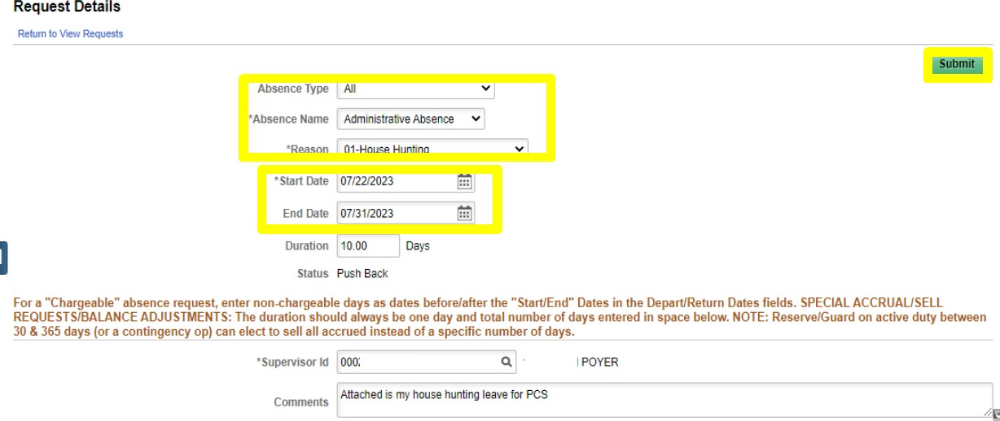 Request Details
Return to View Requests
Submit
Absence Type All
*Absence Name Administrative Absence
*Reason 01-House Hunting
*Start Date 07/22/2023
End Date 07/31/2023
Duration 10.00 Days
Status Push Back
For a "Chargeable" absence request, enter non-chargeable days as dates before/after the "Start/End" Dates in the Depart/Return Dates fields. SPECIAL ACCRUAL/SELL
REQUESTS/BALANCE ADJUSTMENTS: The duration should always be one day and total number of days entered in space below. NOTE: Reserve/Guard on active duty between
30 & 365 days (or a contingency op) can elect to sell all accrued instead of a specific number of days.
*Supervisor Id 000 POYER
Comments Attached is my house hunting leave for PCS